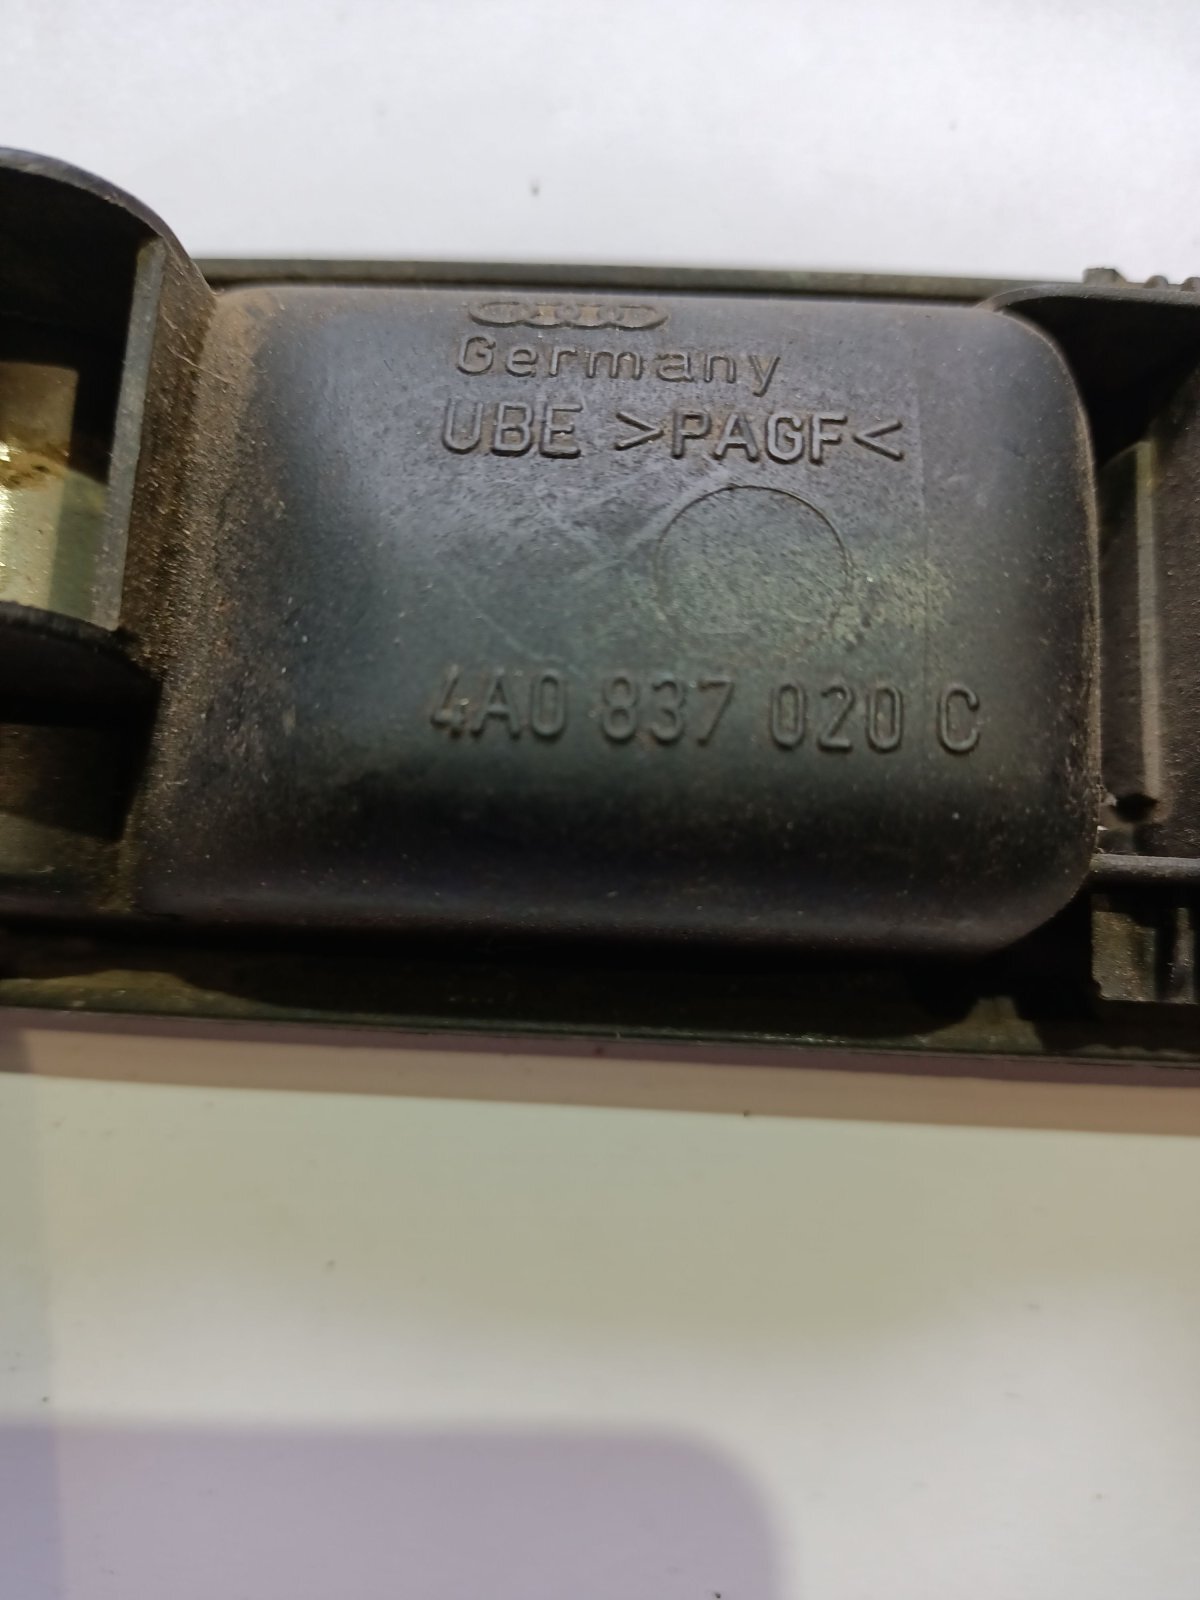 Germany
UBE >PAGF<
4A0 837 020 C